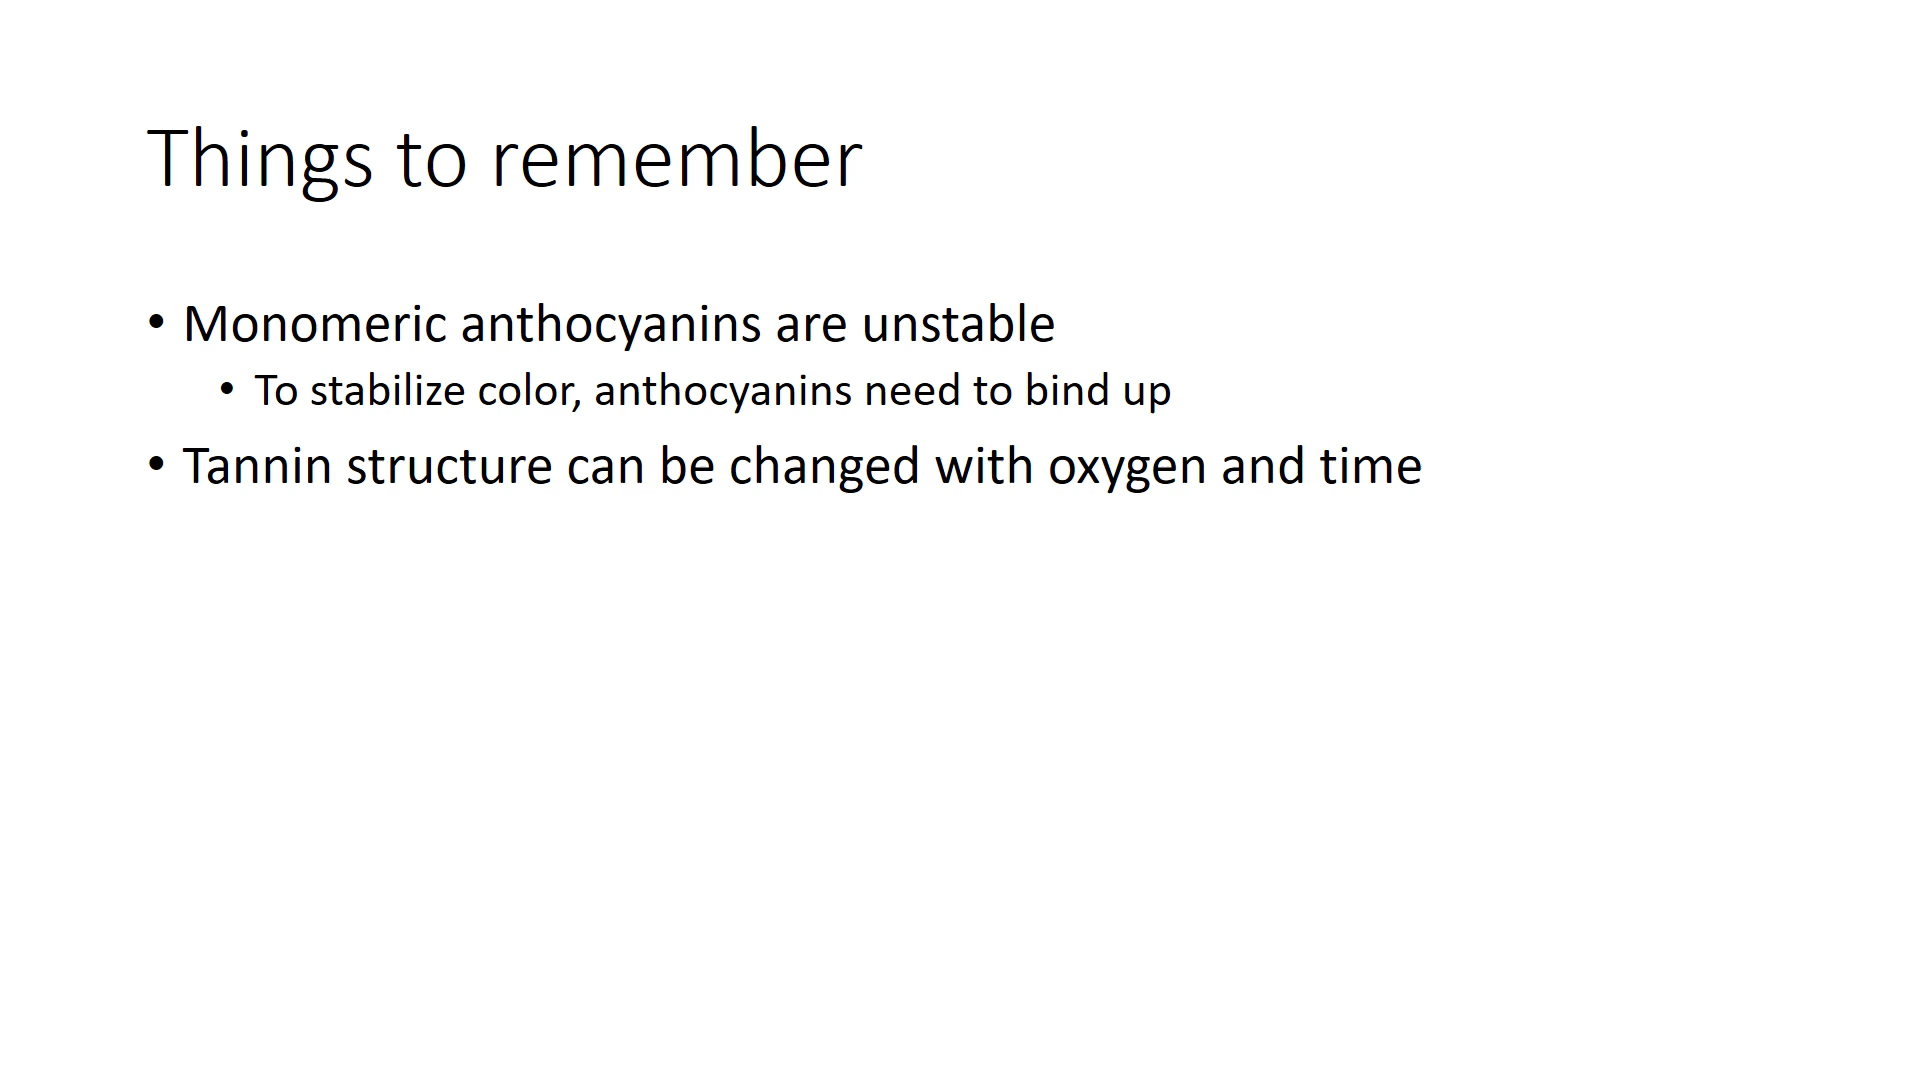 Things to remember
• Monomeric anthocyanins are unstable
• To stabilize color, anthocyanins need to bind up
• Tannin structure can be changed with oxygen and time